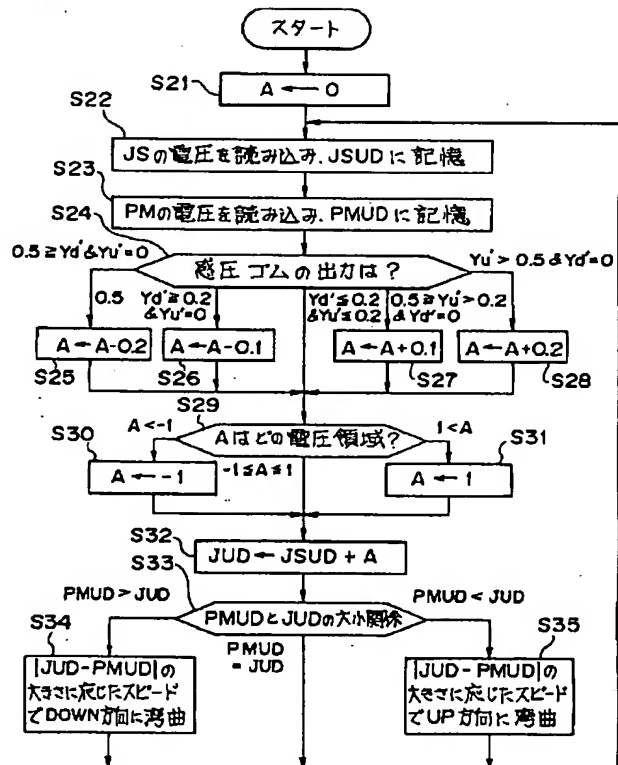 スタート
S21
A ← 0
S22
JSの電圧を読み込み、JSUDに記憶
S23
PMの電圧を読み込み、PMUDに記憶
S24
0.5≧Yd'&Yu'=0
感圧ゴムの出力は?
Yu'>0.5&Yd'=0
0.5
Yd'≧0.2
&Yu'=0
Yd'≦0.2
&Yu'≦0.2
0.5≧Yu'>0.2
&Yd'=0
A←A-0.2
A←A-0.1
A←A+0.1
A←A+0.2
S25
S26
S27
S28
S29
A<-1
Aはどの電圧領域?
1<A
S30
S31
A←-1
-1≦A≦1
A←1
S32
JUD←JSUD+A
S33
PMUD>JUD
PMUDとJUDの大小関係
PMUD<JUD
S34
PMUD
=JUD
S35
|JUD-PMUD|の
大きさに応じたスピード
でDOWN方向に湾曲
|JUD-PMUD|の
大きさに応じたスピード
でUP方向に湾曲